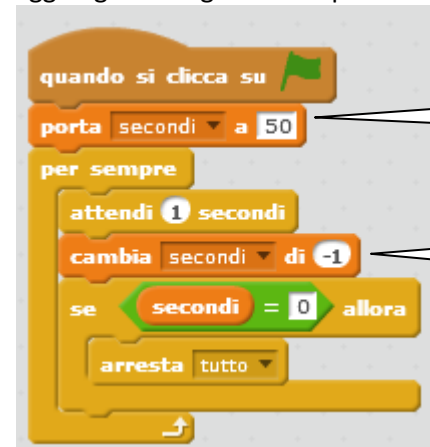 quando si clicca su
porta secondi a 50
per sempre
attendi 1 secondi
cambia secondi di -1
se secondi = 0 allora
arresta tutto